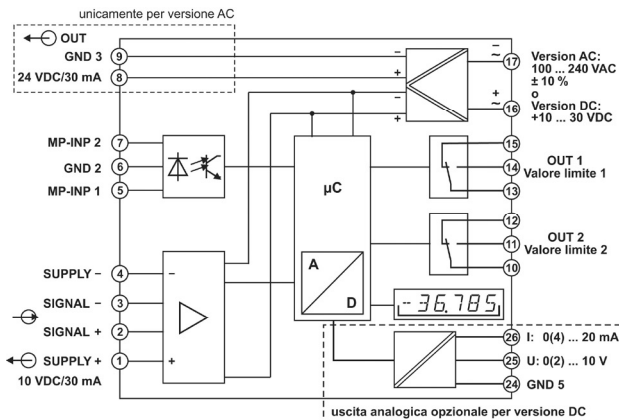 unicamente per versione AC
OUT
GND 3
9
24 VDC/30 mA
8
–
+
–
+
–
~
17
+
~
16
Version AC:
100 ... 240 VAC
± 10 %
o
Version DC:
+10 ... 30 VDC
MP-INP 2
7
GND 2
6
MP-INP 1
5
µC
A
D
15
14
13
OUT 1
Valore limite 1
12
11
10
OUT 2
Valore limite 2
SUPPLY –
4
–
SIGNAL –
3
SIGNAL +
2
SUPPLY +
1
+
10 VDC/30 mA
-36.785
26
I: 0(4) ... 20 mA
25
U: 0(2) ... 10 V
24
GND 5
uscita analogica opzionale per versione DC